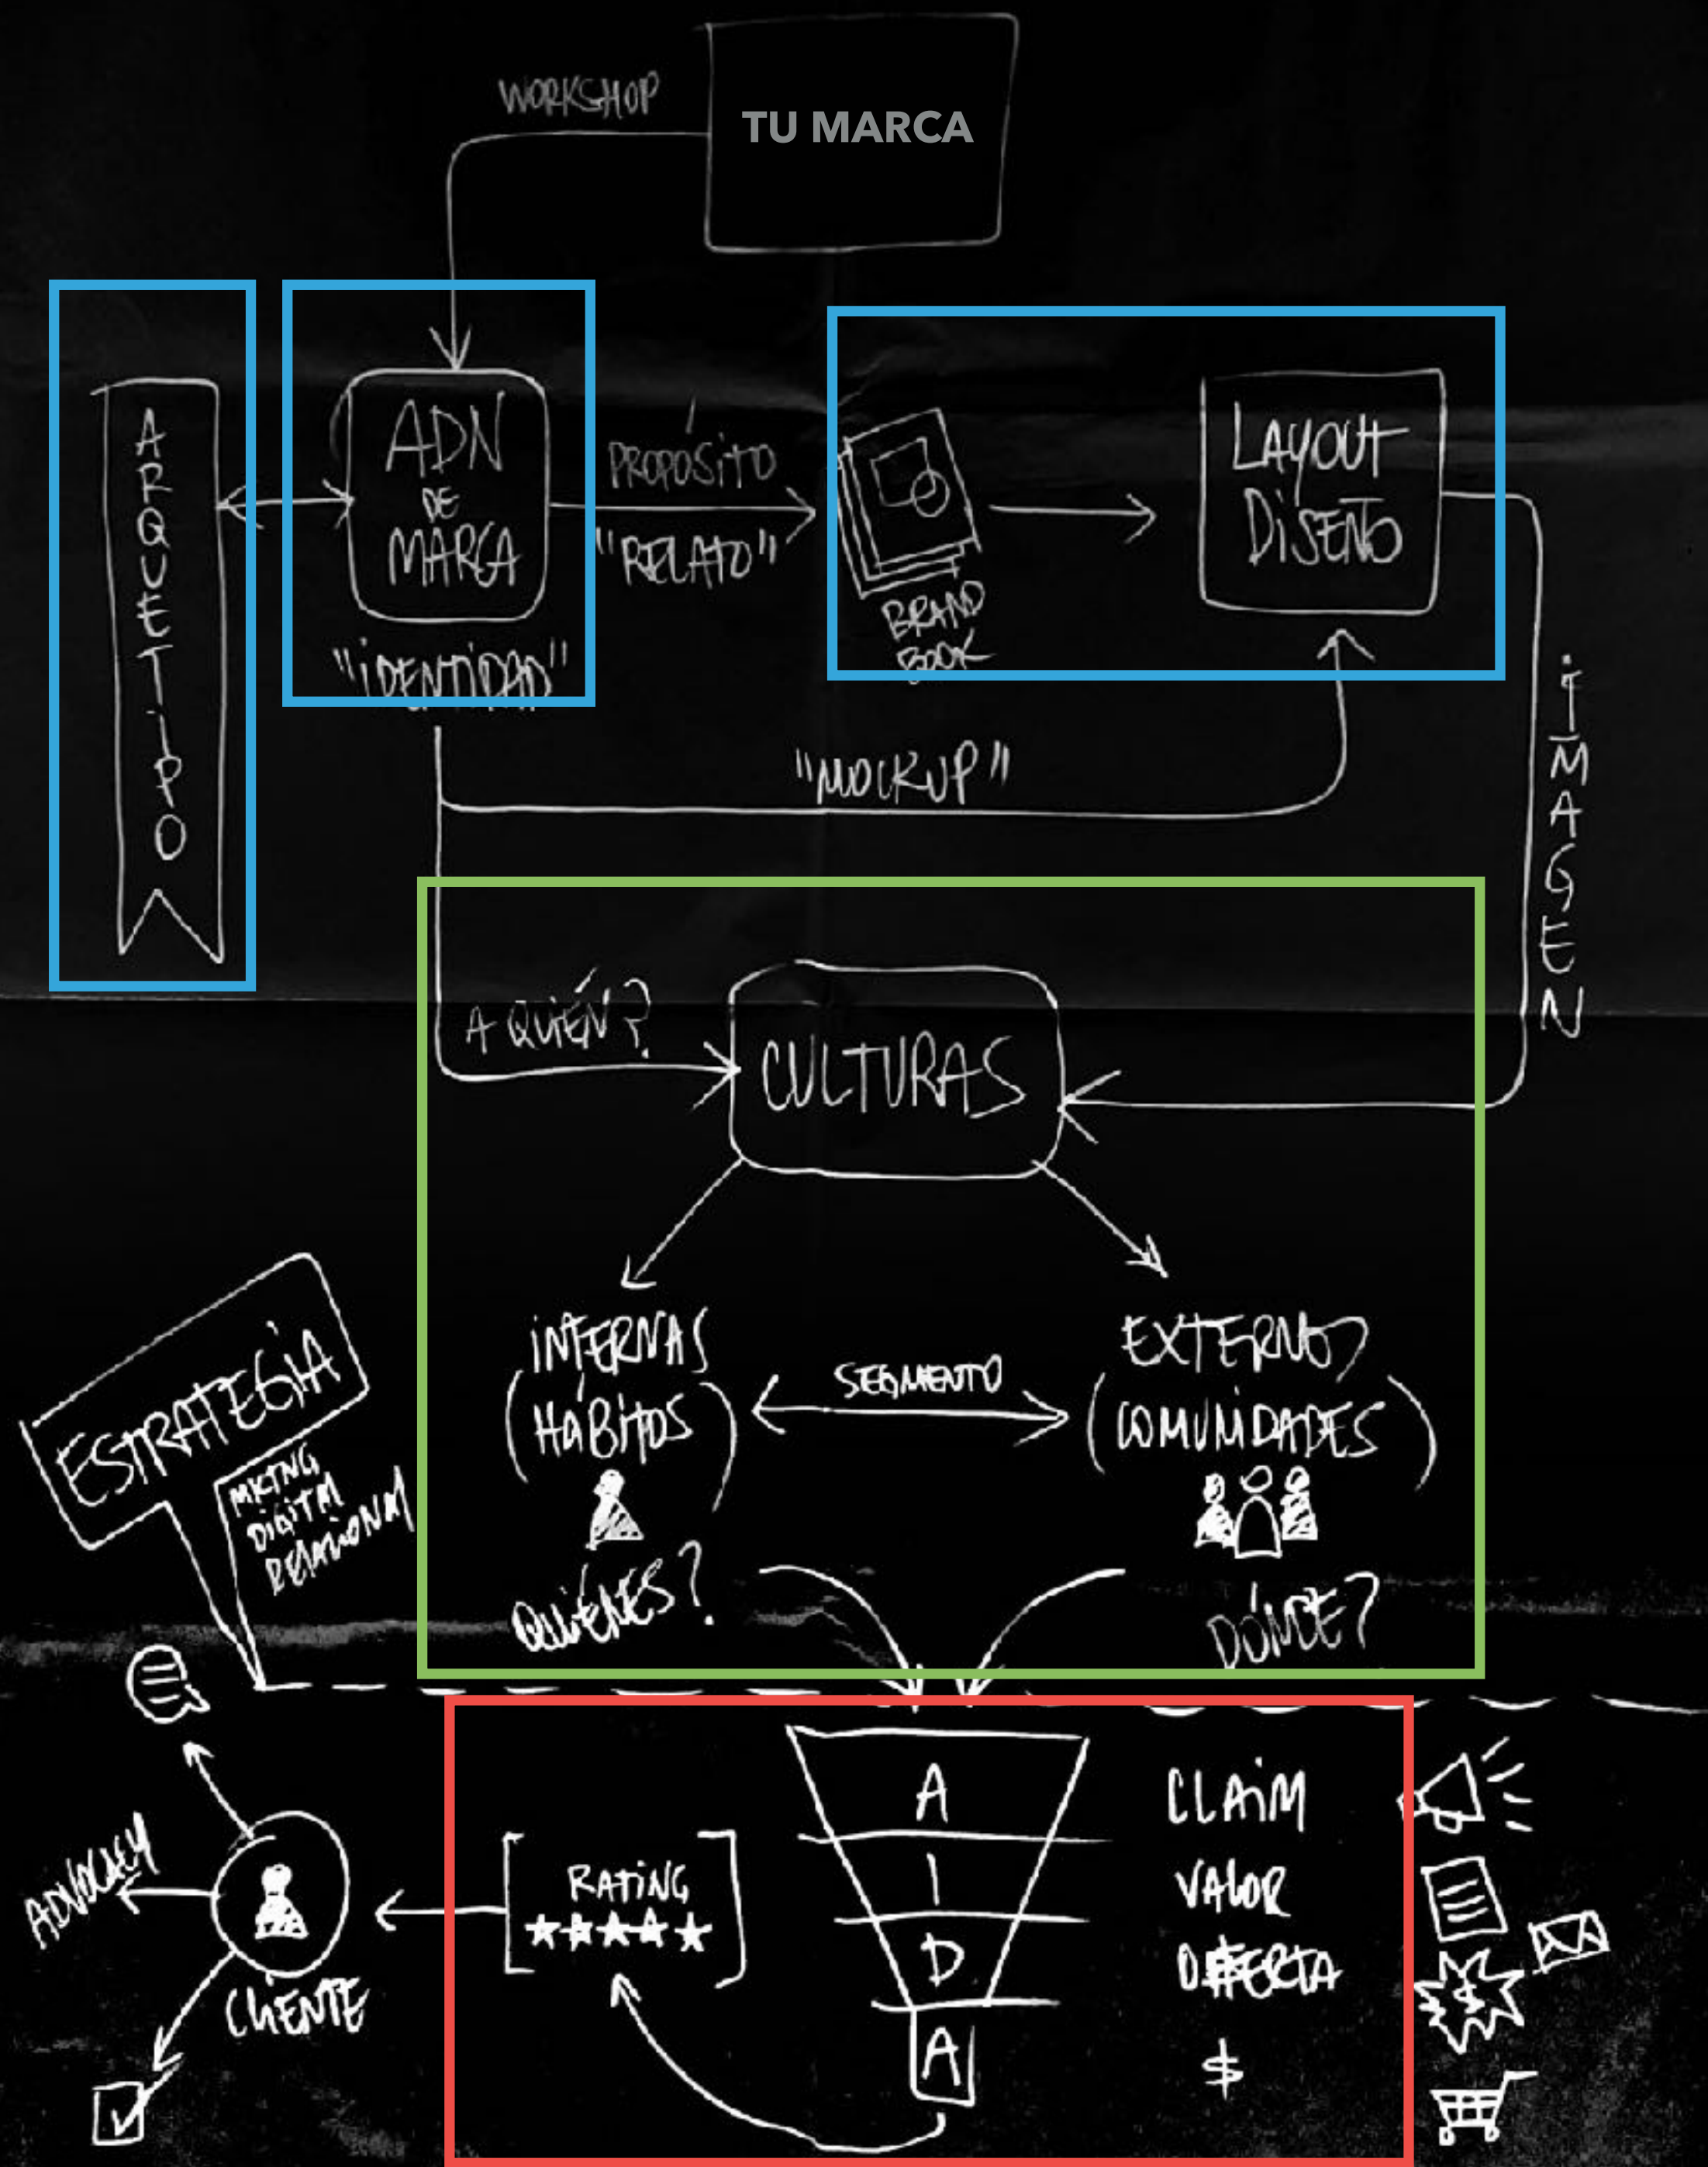 WORKSHOP
TU MARCA
ARQUETIPO
ADN
DE
MARCA
"IDENTIDAD"
PROPÓSITO
"RELATO"
BRAND
BOOK
LAYOUT
DISEÑO
"MOCKUP"
IMAGEN
A QUIÉN?
CULTURAS
INTERNAS
(HÁBITOS)
QUIÉNES?
SEGMENTO
EXTERNOS
(COMUNIDADES)
DÓNDE?
ESTRATEGIA
MKTNG
DIGITAL
RELACIONAL
A
I
D
A
CLAIM
VALOR
OFERTA
$
RATING
★★★★★
CLIENTE
ADVOCACY